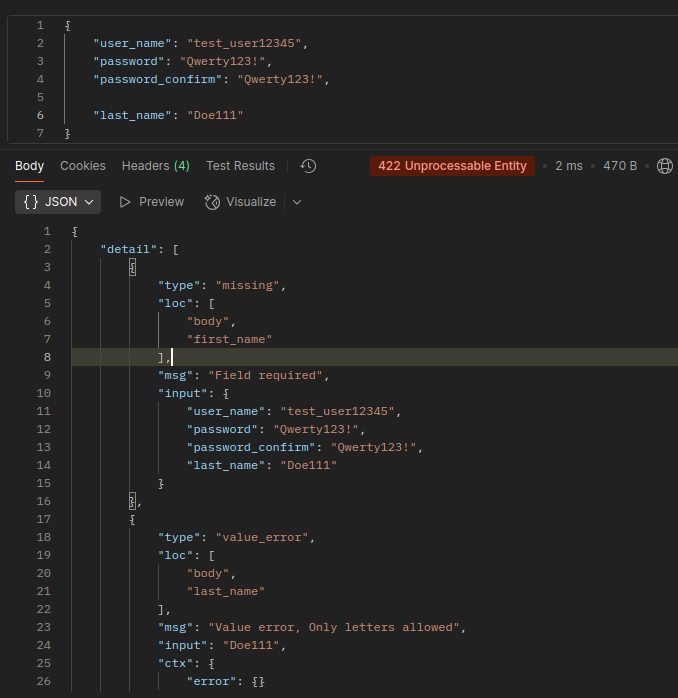 1 {
2 "user_name": "test_user12345",
3 "password": "Qwerty123!",
4 "password_confirm": "Qwerty123!",
5
6 "last_name": "Doe111"
7 }
Body Cookies Headers (4) Test Results 422 Unprocessable Entity • 2 ms • 470 B •
{} JSON Preview Visualize
1 {
2 "detail": [
3 {
4 "type": "missing",
5 "loc": [
6 "body",
7 "first_name"
8 ],
9 "msg": "Field required",
10 "input": {
11 "user_name": "test_user12345",
12 "password": "Qwerty123!",
13 "password_confirm": "Qwerty123!",
14 "last_name": "Doe111"
15 }
16 },
17 {
18 "type": "value_error",
19 "loc": [
20 "body",
21 "last_name"
22 ],
23 "msg": "Value error, Only letters allowed",
24 "input": "Doe111",
25 "ctx": {
26 "error": {}